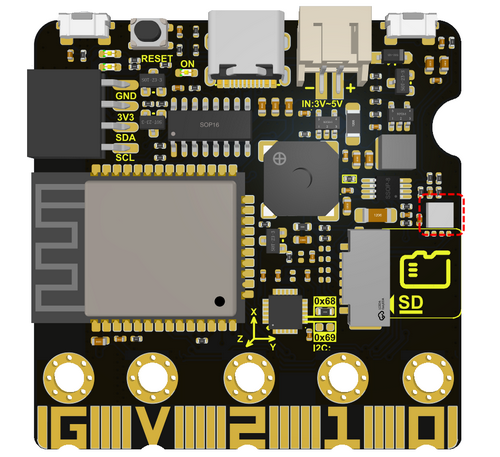 RESET
ON
GND
3V3
SDA
SCL
SOP16
IN:3V~5V
+
0x68
X
Z Y
0x69
I2C:
SD
G V 2 1 0